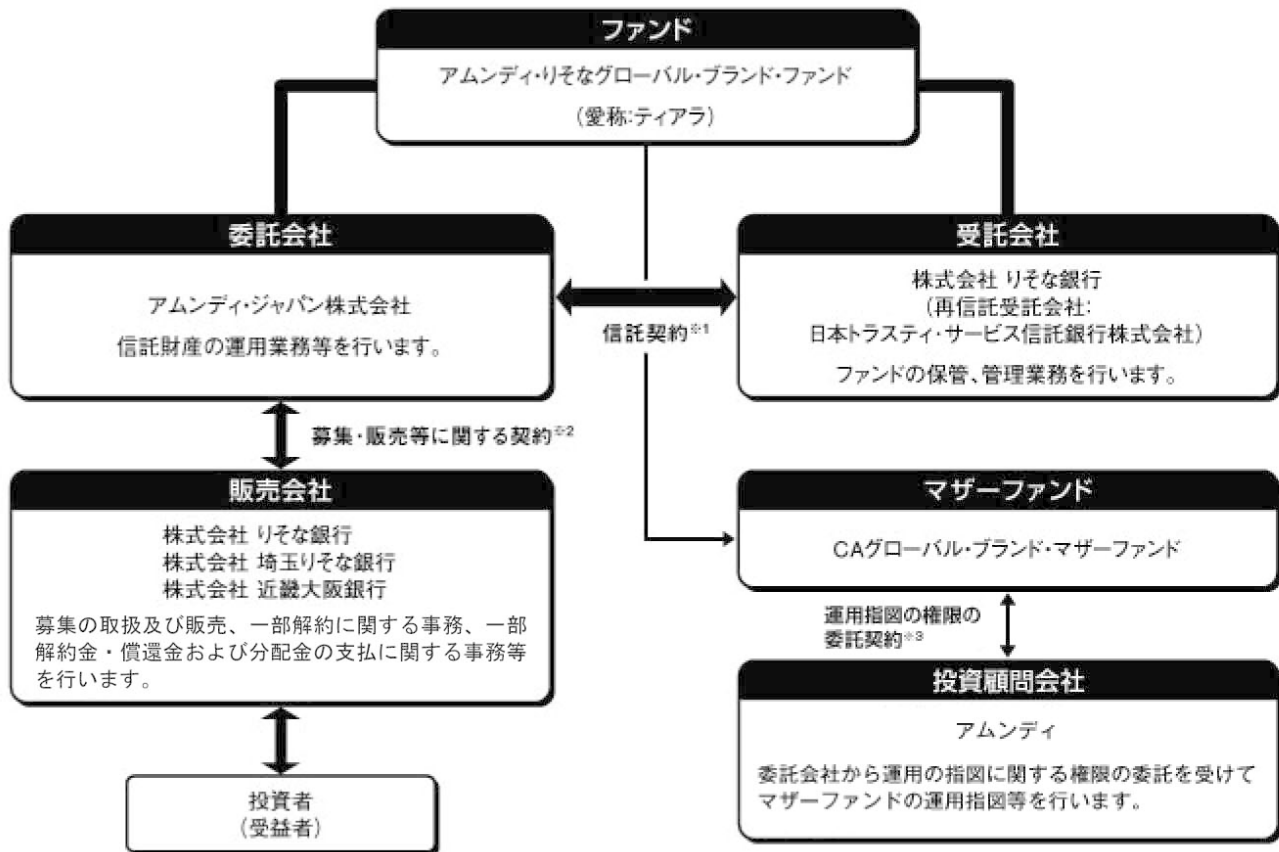 ファンド
アムンディ・りそなグローバル・ブランド・ファンド
(愛称:ティアラ)
委託会社
アムンディ・ジャパン株式会社
信託財産の運用業務等を行います。
信託契約※1
受託会社
株式会社 りそな銀行
(再信託受託会社:
日本トラスティ・サービス信託銀行株式会社)
ファンドの保管、管理業務を行います。
募集・販売等に関する契約※2
販売会社
株式会社 りそな銀行
株式会社 埼玉りそな銀行
株式会社 近畿大阪銀行
募集の取扱及び販売、一部解約に関する事務、一部
解約金・償還金および分配金の支払に関する事務等
を行います。
投資者
(受益者)
マザーファンド
CAグローバル・ブランド・マザーファンド
運用指図の権限の
委託契約※3
投資顧問会社
アムンディ
委託会社から運用の指図に関する権限の委託を受けて
マザーファンドの運用指図等を行います。